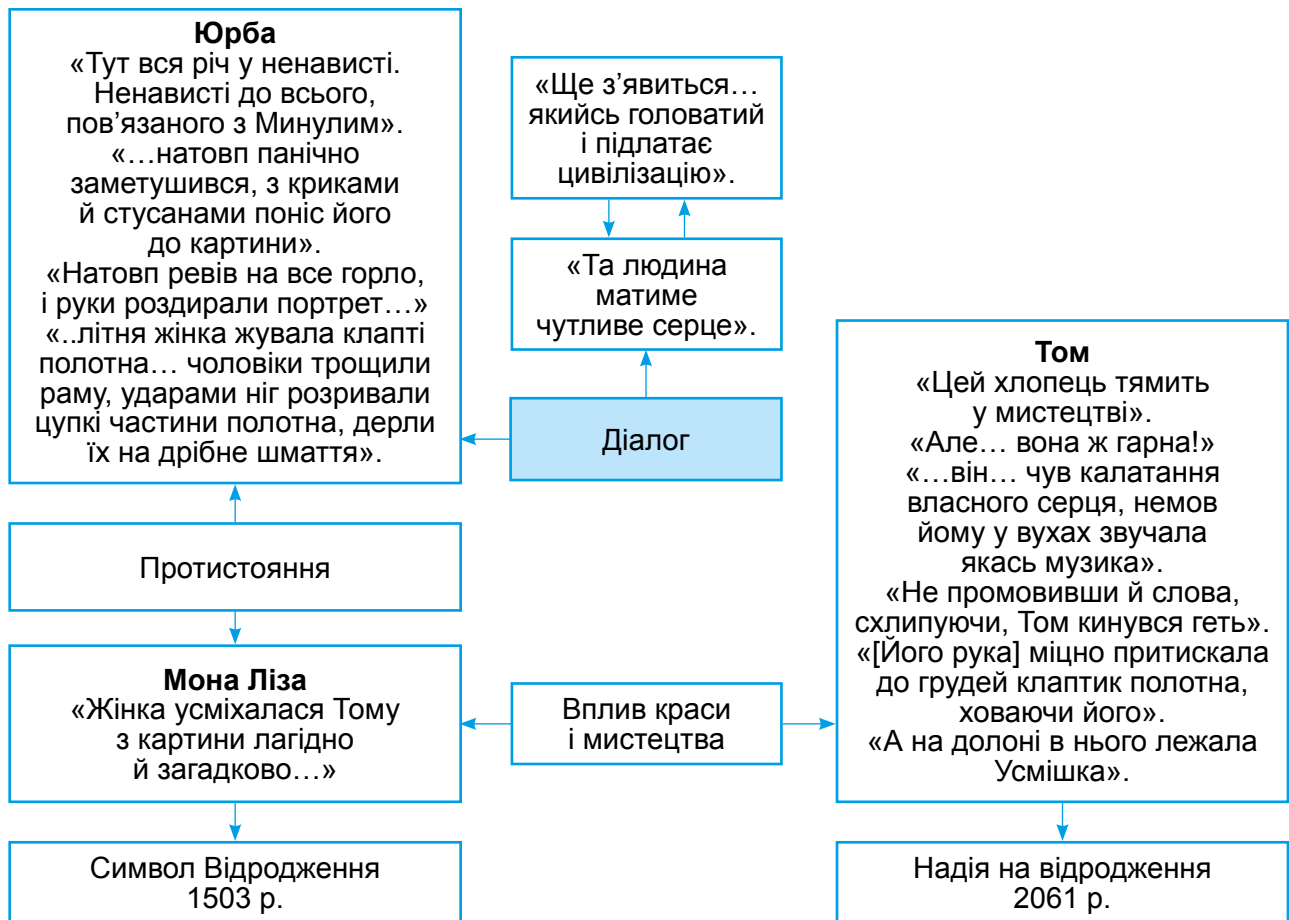 Юрба
«Тут вся річ у ненависті.
Ненависті до всього,
пов’язаного з Минулим».
«…натовп панічно
заметушився, з криками
й стусанами поніс його
до картини».
«Натовп ревів на все горло,
і руки роздирали портрет…»
«..літня жінка жувала клапті
полотна… чоловіки трощили
раму, ударами ніг розривали
цупкі частини полотна, дерли
їх на дрібне шмаття».
«Ще з’явиться…
якийсь головатий
і підлатає
цивілізацію».
«Та людина
матиме
чутливе серце».
Діалог
Том
«Цей хлопець тямить
у мистецтві».
«Але… вона ж гарна!»
«…він… чув калатання
власного серця, немов
йому у вухах звучала
якась музика».
«Не промовивши й слова,
схлипуючи, Том кинувся геть».
«[Його рука] міцно притискала
до грудей клаптик полотна,
ховаючи його».
«А на долоні в нього лежала
Усмішка».
Протистояння
Мона Ліза
«Жінка усміхалася Тому
з картини лагідно
й загадково…»
Вплив краси
і мистецтва
Символ Відродження
1503 р.
Надія на відродження
2061 р.